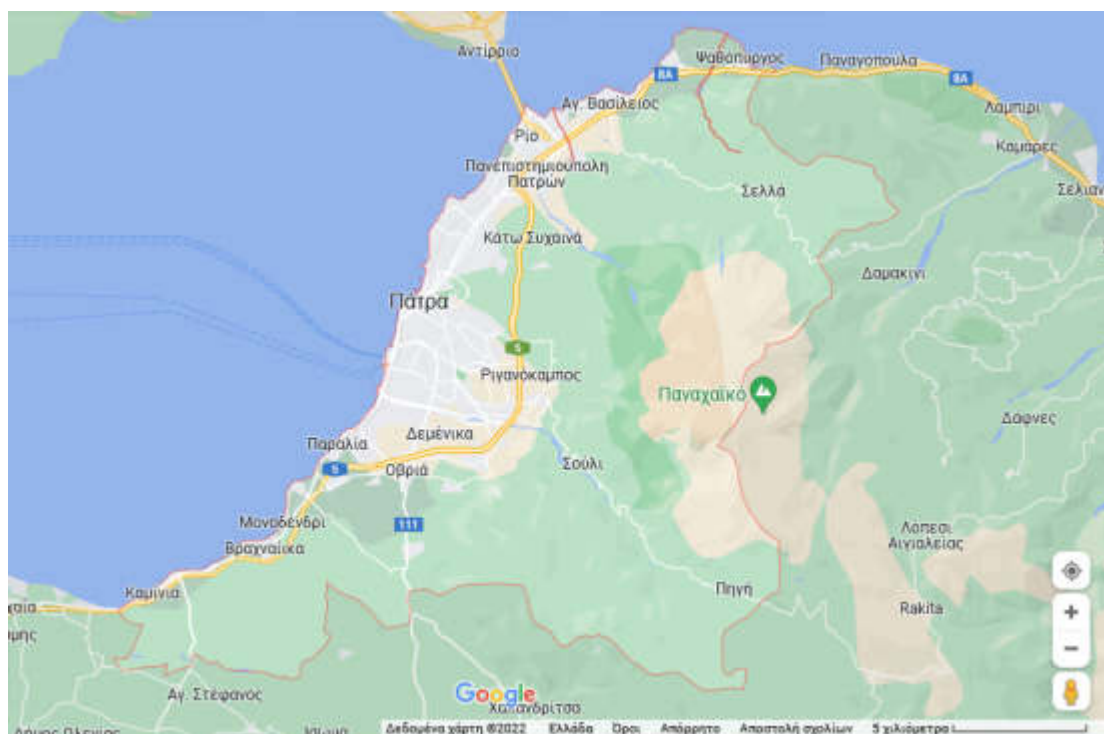 Αντίρριο
Ψαθόπυργος
Παναγοπούλα
8A
8A
Αγ. Βασίλειος
Λαμπίρι
Ρίο
Καμάρες
Πανεπιστημιούπολη
Πατρών
Σελλά
Κάτω Συχαινά
Δαμακίνι
Πάτρα
5
Ριγανόκαμπος
Παναχαϊκό
Δάφνες
Παραλία
Δεμένικα
Σούλι
5
Οβριά
Μονοδένδρι
111
Βραχναίικα
Λόπεσι
Αιγιαλείας
Καμίνια
Πηγή
Rakita
Αγ. Στέφανος
Google
Χαλανδρίτσα
Δεδομένα χάρτη ©2022 Ελλάδα Όροι Απόρρητο Αποστολή σχολίων 5 χιλιόμετρα